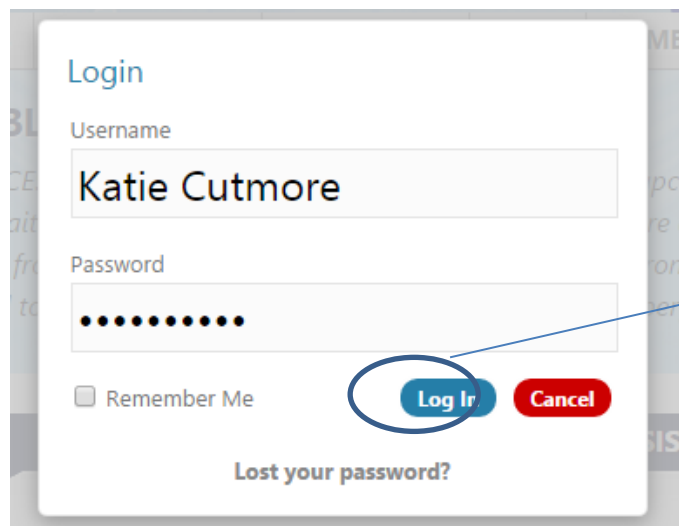 Login
Username
Katie Cutmore
Password
••••••••••
Remember Me
Log In
Cancel
Lost your password?